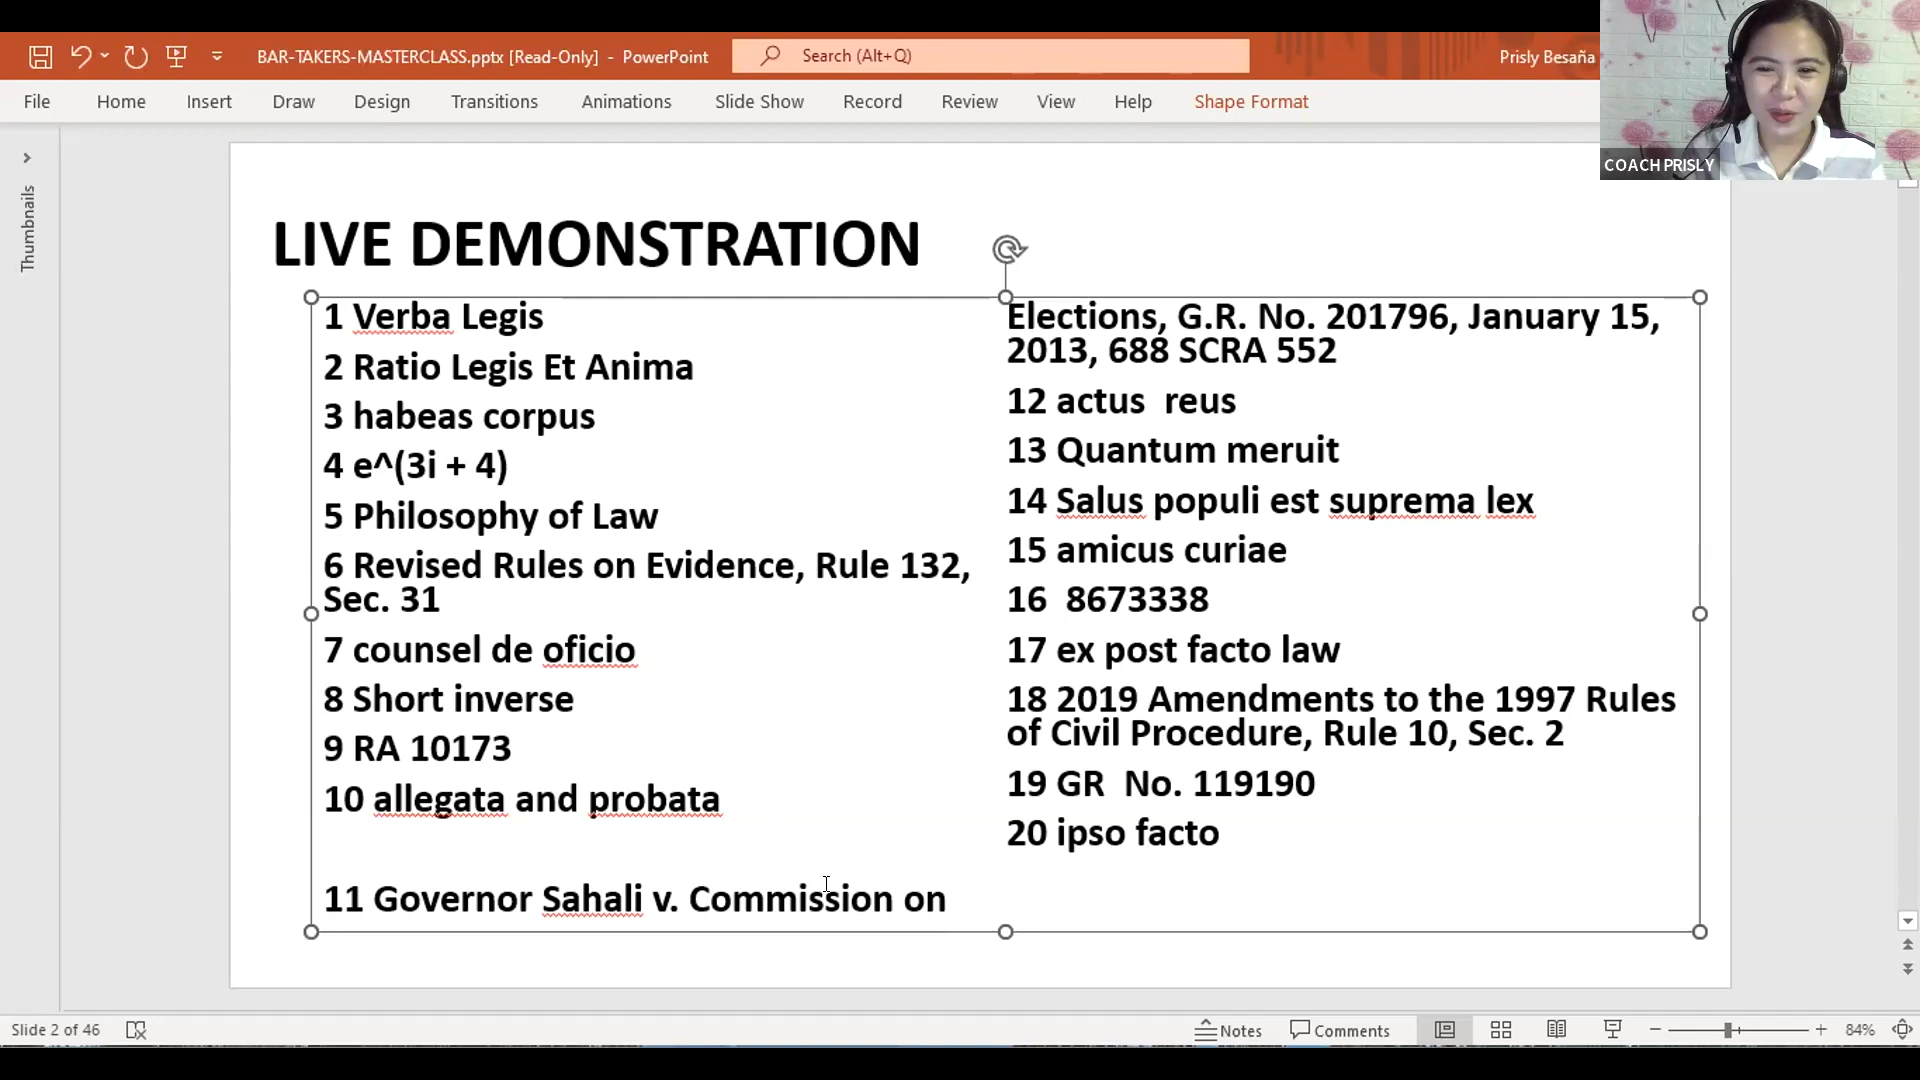 BAR-TAKERS-MASTERCLASS.pptx [Read-Only] - PowerPoint
Search (Alt+Q)
Prisly Besaña
File Home Insert Draw Design Transitions Animations Slide Show Record Review View Help Shape Format
COACH PRISLY
Thumbnails
LIVE DEMONSTRATION
1 Verba Legis
2 Ratio Legis Et Anima
3 habeas corpus
4 e^(3i + 4)
5 Philosophy of Law
6 Revised Rules on Evidence, Rule 132,
Sec. 31
7 counsel de oficio
8 Short inverse
9 RA 10173
10 allegata and probata
11 Governor Sahali v. Commission on
Elections, G.R. No. 201796, January 15,
2013, 688 SCRA 552
12 actus  reus
13 Quantum meruit
14 Salus populi est suprema lex
15 amicus curiae
16  8673338
17 ex post facto law
18 2019 Amendments to the 1997 Rules
of Civil Procedure, Rule 10, Sec. 2
19 GR  No. 119190
20 ipso facto
Slide 2 of 46
Notes Comments 84%